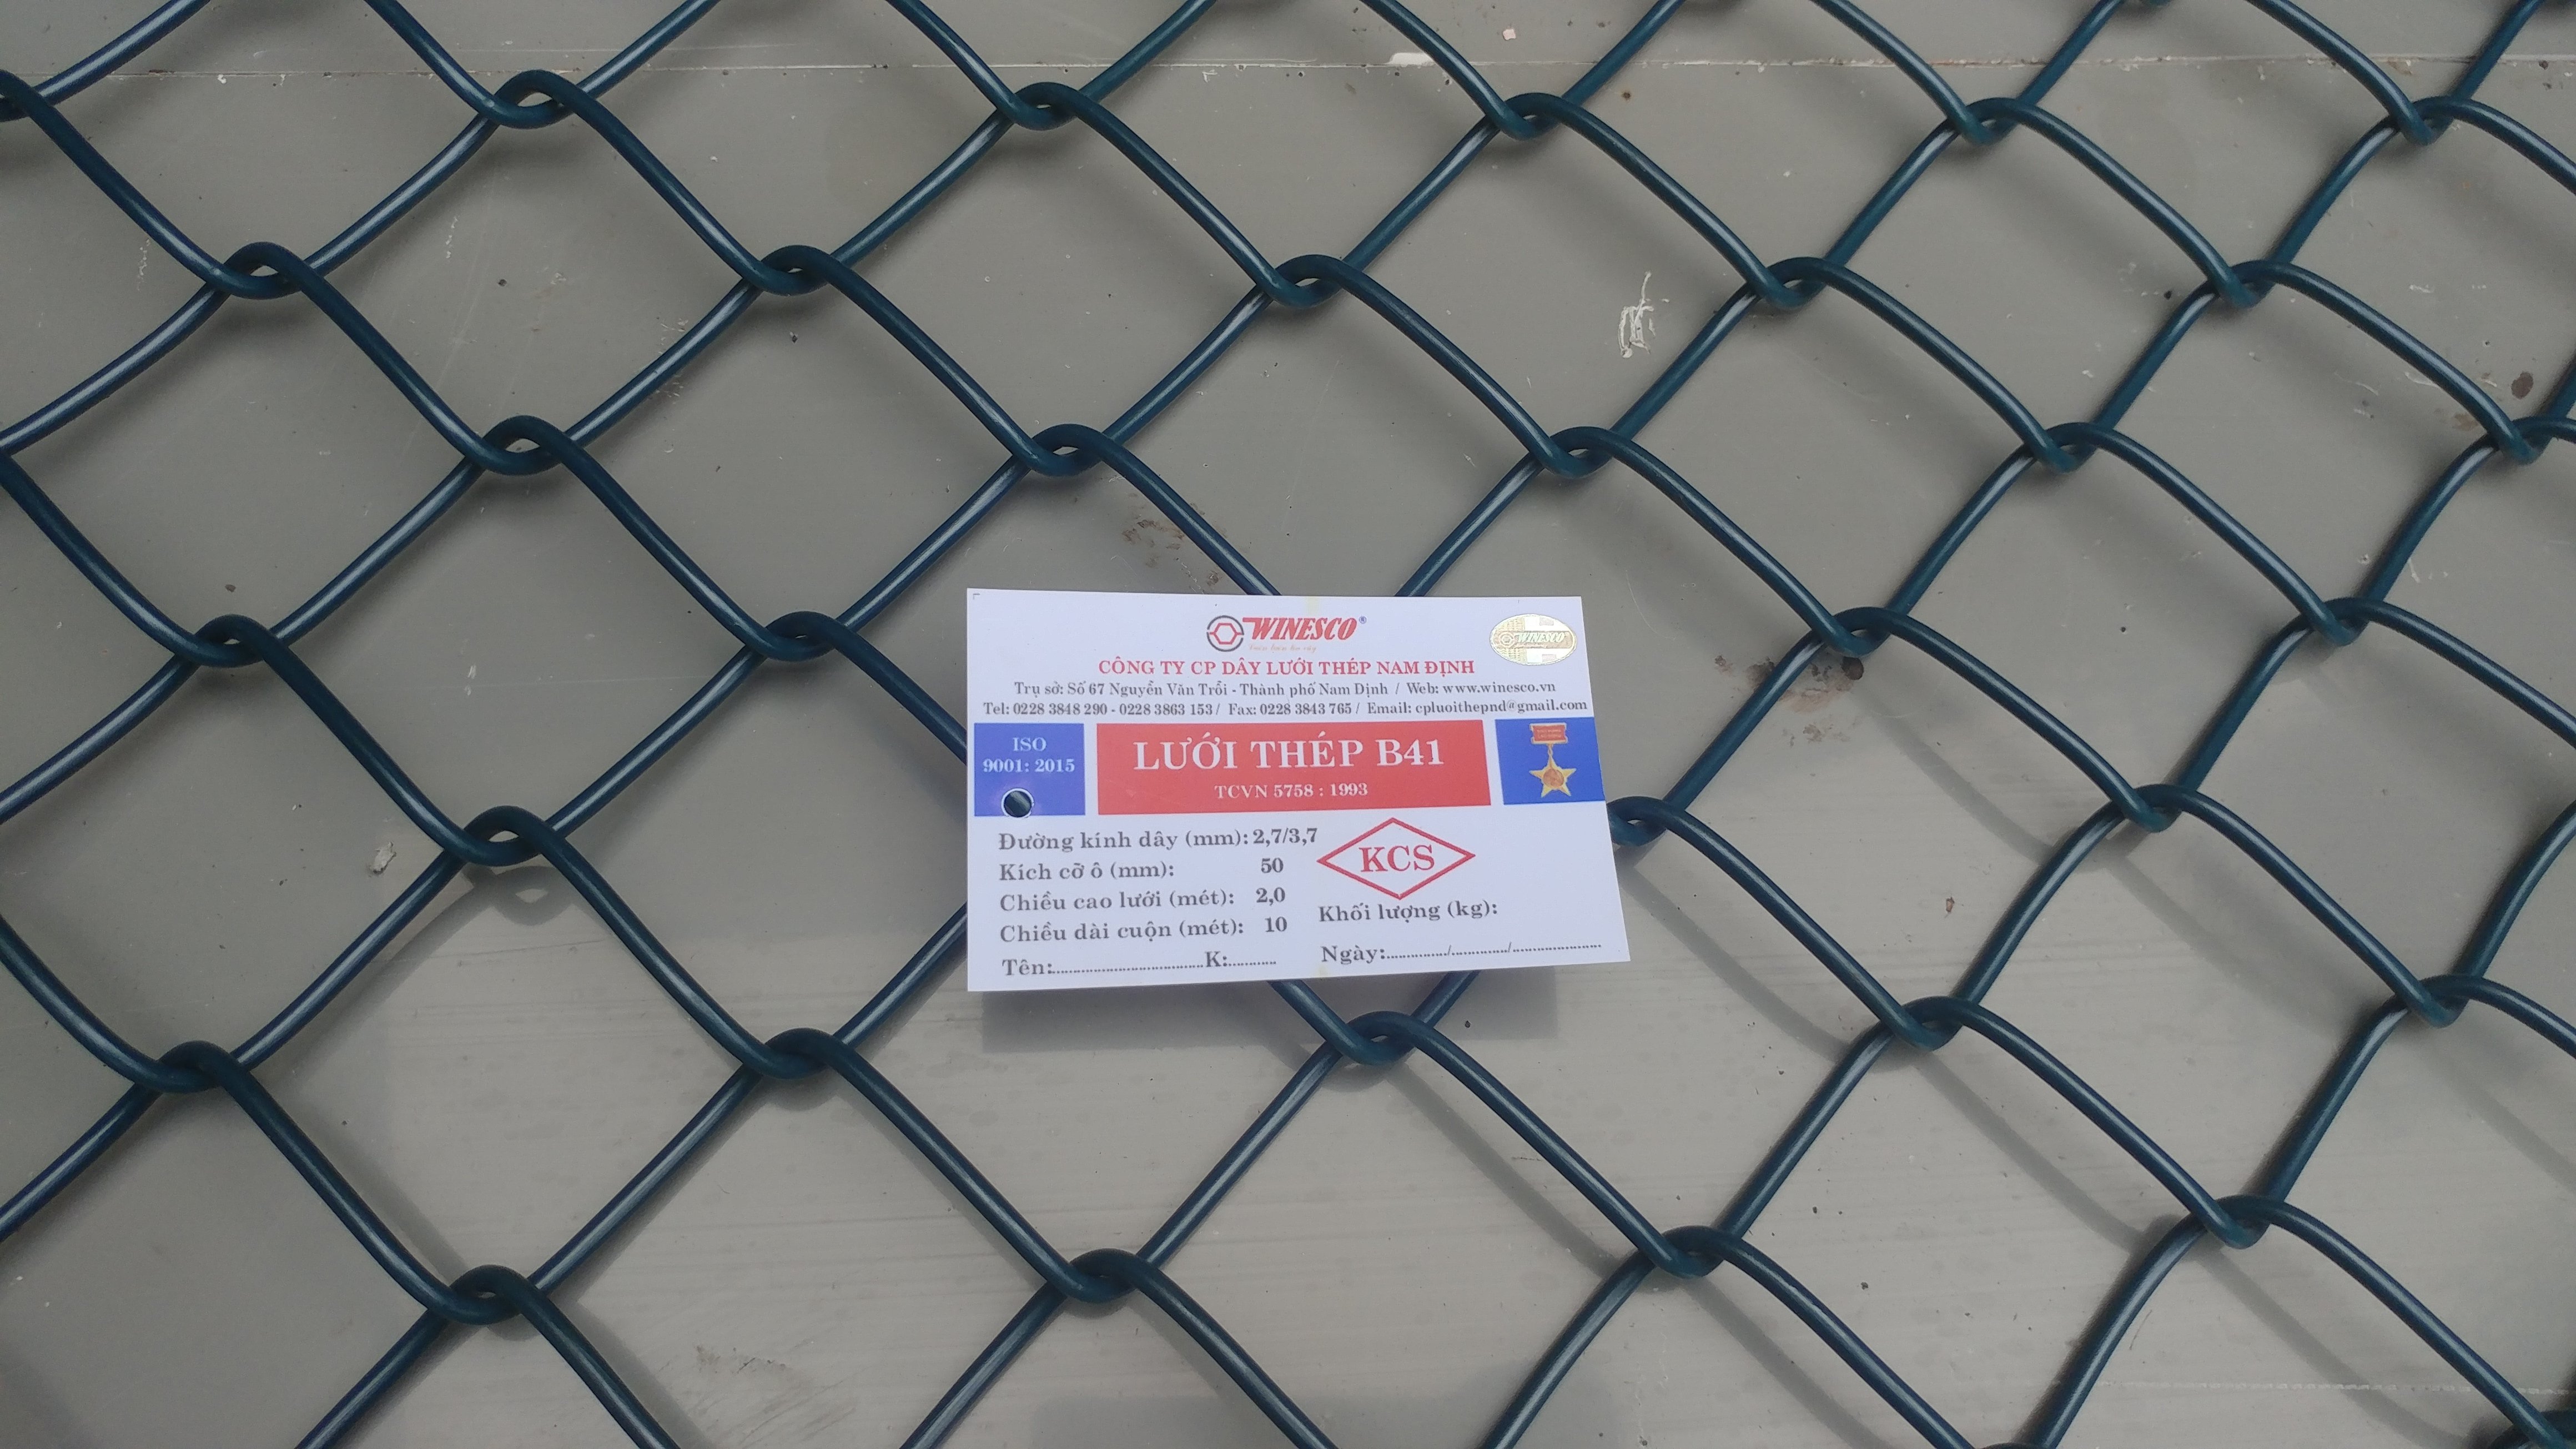 WINESCO®
WINESCO
CÔNG TY CP DÂY LƯỚI THÉP NAM ĐỊNH
Trụ sở: Số 67 Nguyễn Văn Trỗi - Thành phố Nam Định / Web: www.winesco.vn
Tel: 0228 3848 290 - 0228 3863 153 / Fax: 0228 3843 765 / Email: cpluoithepnd@gmail.com
ISO
9001: 2015
LƯỚI THÉP B41
TCVN 5758 : 1993
Đường kính dây (mm): 2,7/3,7
Kích cỡ ô (mm): 50
Chiều cao lưới (mét): 2,0
Chiều dài cuộn (mét): 10
KCS
Khối lượng (kg):
Tên:.....................................K:............ Ngày:.............../............../......................